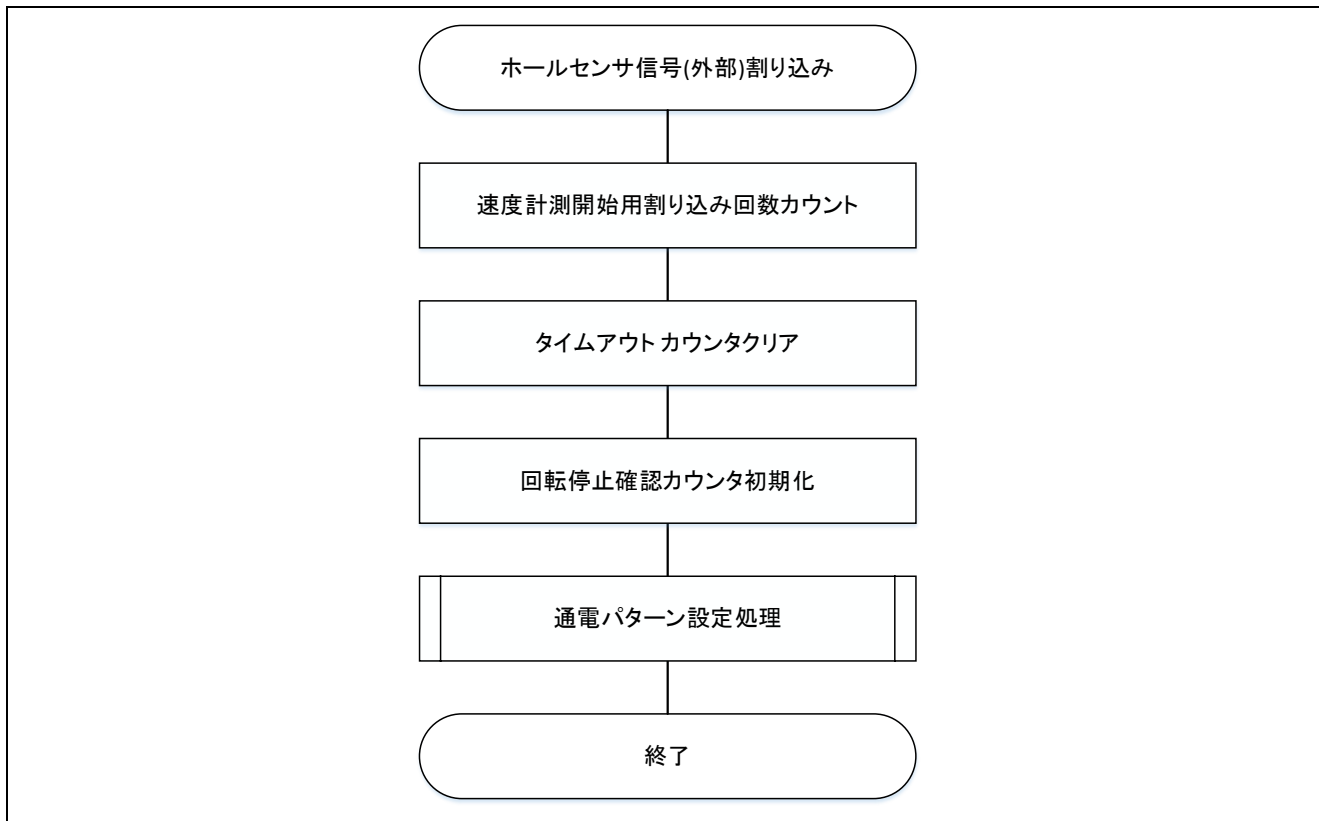 ホールセンサ信号(外部)割り込み
速度計測開始用割り込み回数カウント
タイムアウト カウンタクリア
回転停止確認カウンタ初期化
通電パターン設定処理
終了